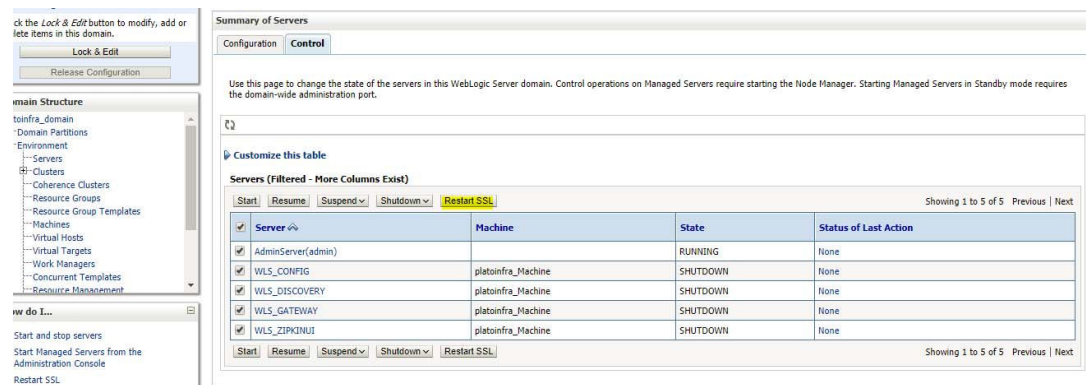 ck the Lock & Edit button to modify, add or
lete items in this domain.
Lock & Edit
Release Configuration
omain Structure
toinfra_domain
Domain Partitions
Environment
Servers
Clusters
Coherence Clusters
Resource Groups
Resource Group Templates
Machines
Virtual Hosts
Virtual Targets
Work Managers
Concurrent Templates
Resource Management
ow do I...
Start and stop servers
Start Managed Servers from the
Administration Console
Restart SSL
Summary of Servers
Configuration Control
Use this page to change the state of the servers in this WebLogic Server domain. Control operations on Managed Servers require starting the Node Manager. Starting Managed Servers in Standby mode requires
the domain-wide administration port.
Customize this table
Servers (Filtered - More Columns Exist)
Start Resume Suspend Shutdown Restart SSL Showing 1 to 5 of 5 Previous | Next
Server Machine State Status of Last Action
AdminServer(admin) RUNNING None
WLS_CONFIG platoinfra_Machine SHUTDOWN None
WLS_DISCOVERY platoinfra_Machine SHUTDOWN None
WLS_GATEWAY platoinfra_Machine SHUTDOWN None
WLS_ZIPKINUI platoinfra_Machine SHUTDOWN None
Start Resume Suspend Shutdown Restart SSL Showing 1 to 5 of 5 Previous | Next